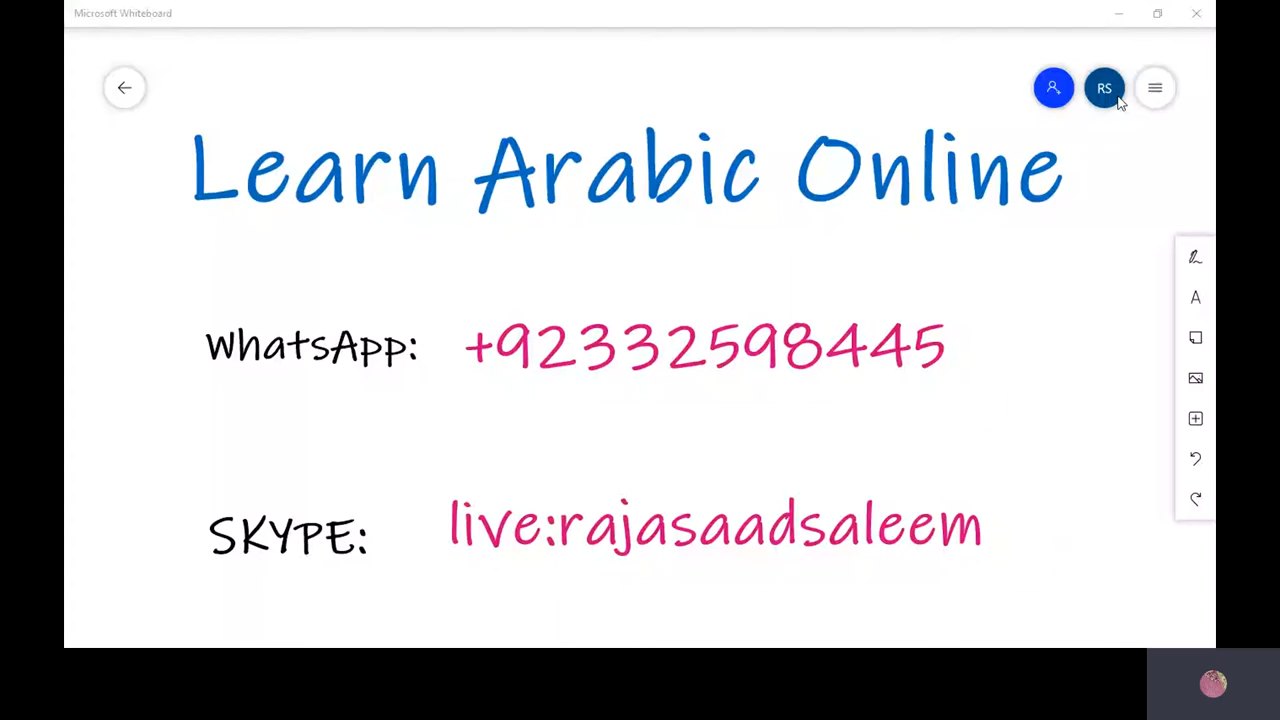 Microsoft Whiteboard
RS
Learn Arabic Online
WhatsApp: +92332598445
SKYPE: live:rajasaadsaleem